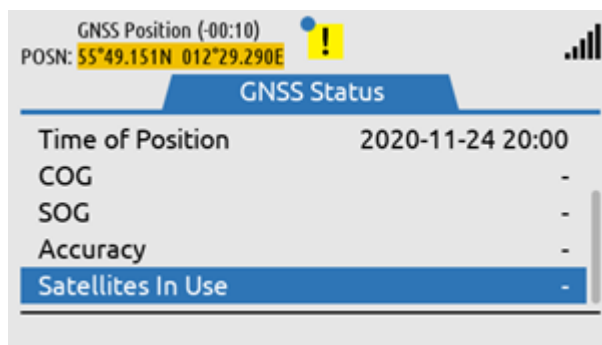 GNSS Position (-00:10)
POSN: 55°49.151N 012°29.290E
!
GNSS Status
Time of Position 2020-11-24 20:00
COG -
SOG -
Accuracy -
Satellites In Use -